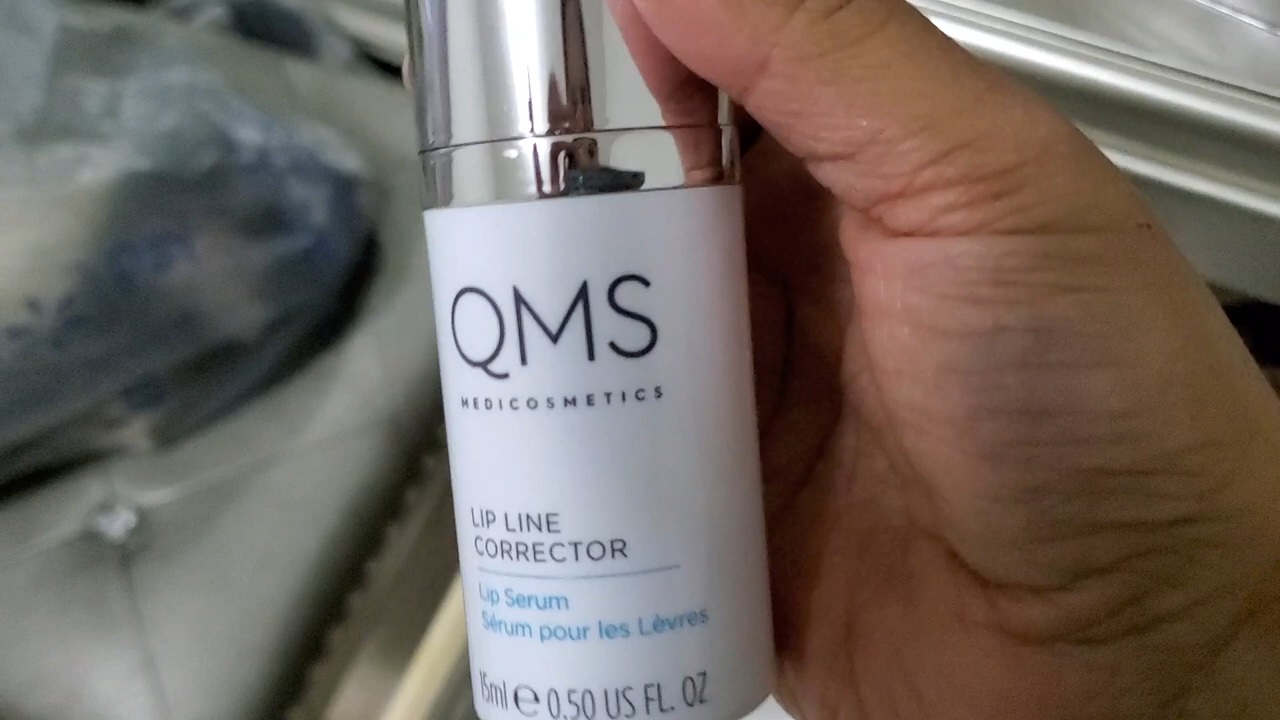 QMS
MEDICOSMETICS
LIP LINE
CORRECTOR
Lip Serum
Sérum pour les Lèvres
15ml ℮ 0.50 US FL. OZ